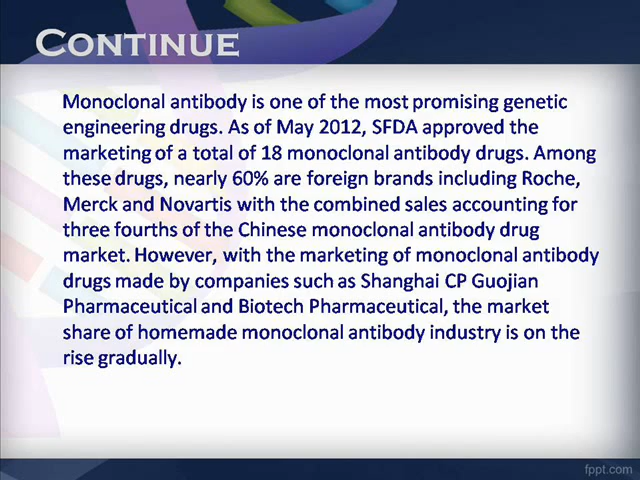 CONTINUE
Monoclonal antibody is one of the most promising genetic
engineering drugs. As of May 2012, SFDA approved the
marketing of a total of 18 monoclonal antibody drugs. Among
these drugs, nearly 60% are foreign brands including Roche,
Merck and Novartis with the combined sales accounting for
three fourths of the Chinese monoclonal antibody drug
market. However, with the marketing of monoclonal antibody
drugs made by companies such as Shanghai CP Guojian
Pharmaceutical and Biotech Pharmaceutical, the market
share of homemade monoclonal antibody industry is on the
rise gradually.
fppt.com